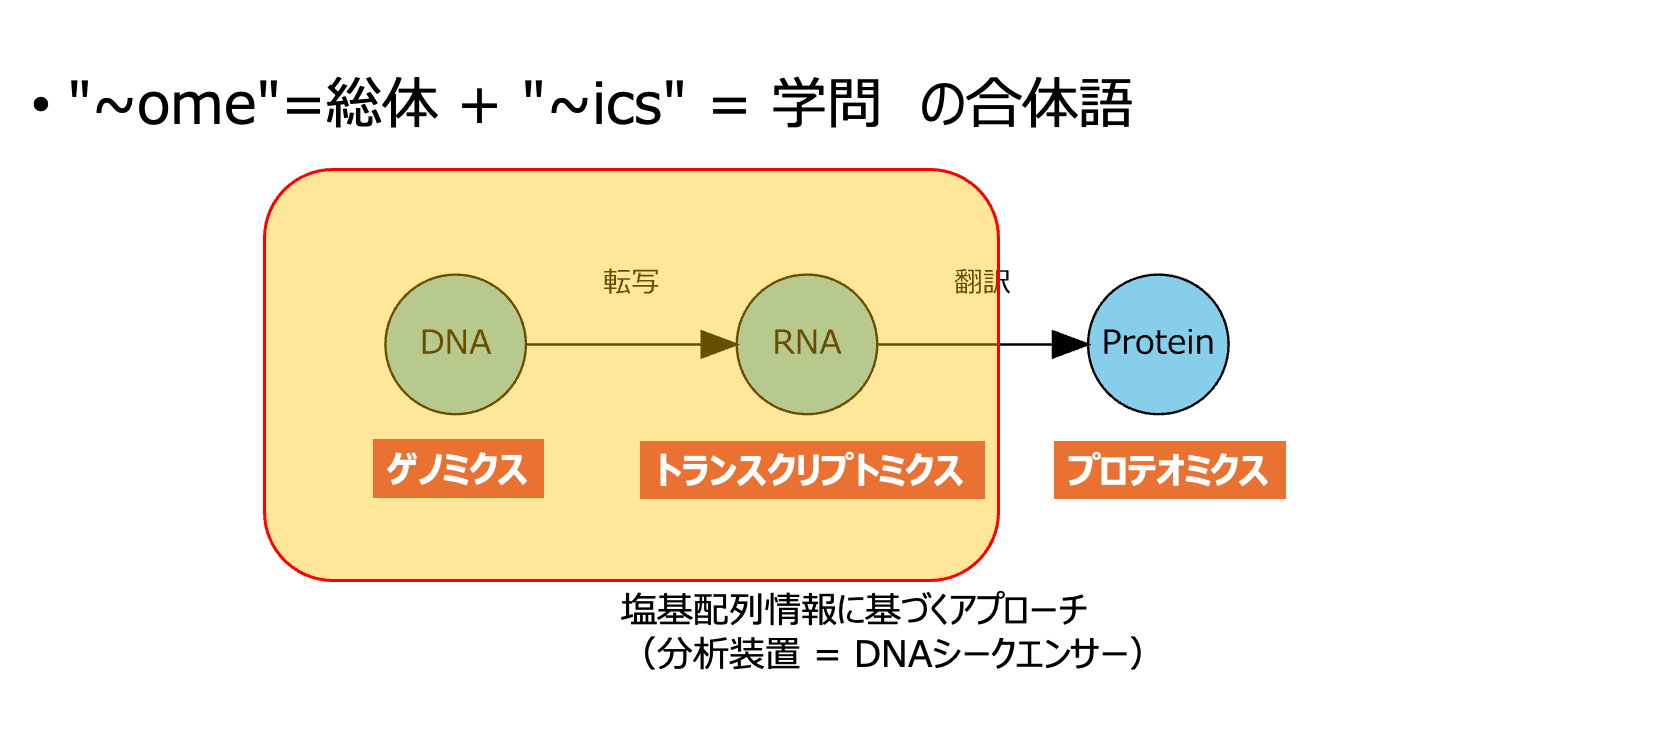 • "~ome"=総体 + "~ics" = 学問　の合体語
転写
翻訳
DNA
RNA
Protein
ゲノミクス
トランスクリプトミクス
プロテオミクス
塩基配列情報に基づくアプローチ
（分析装置 = DNAシークエンサー）